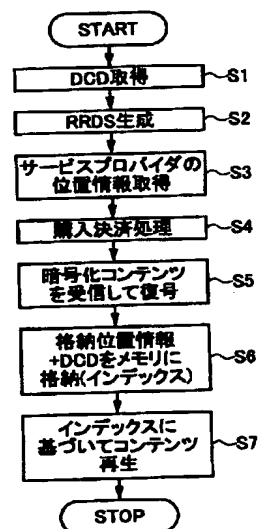 START
DCD取得 S1
RRDS生成 S2
サービスプロバイダの
位置情報取得 S3
購入決済処理 S4
暗号化コンテンツ
を受信して復号 S5
格納位置情報
+DCDをメモリに
格納(インデックス) S6
インデックスに
基づいてコンテンツ
再生 S7
STOP